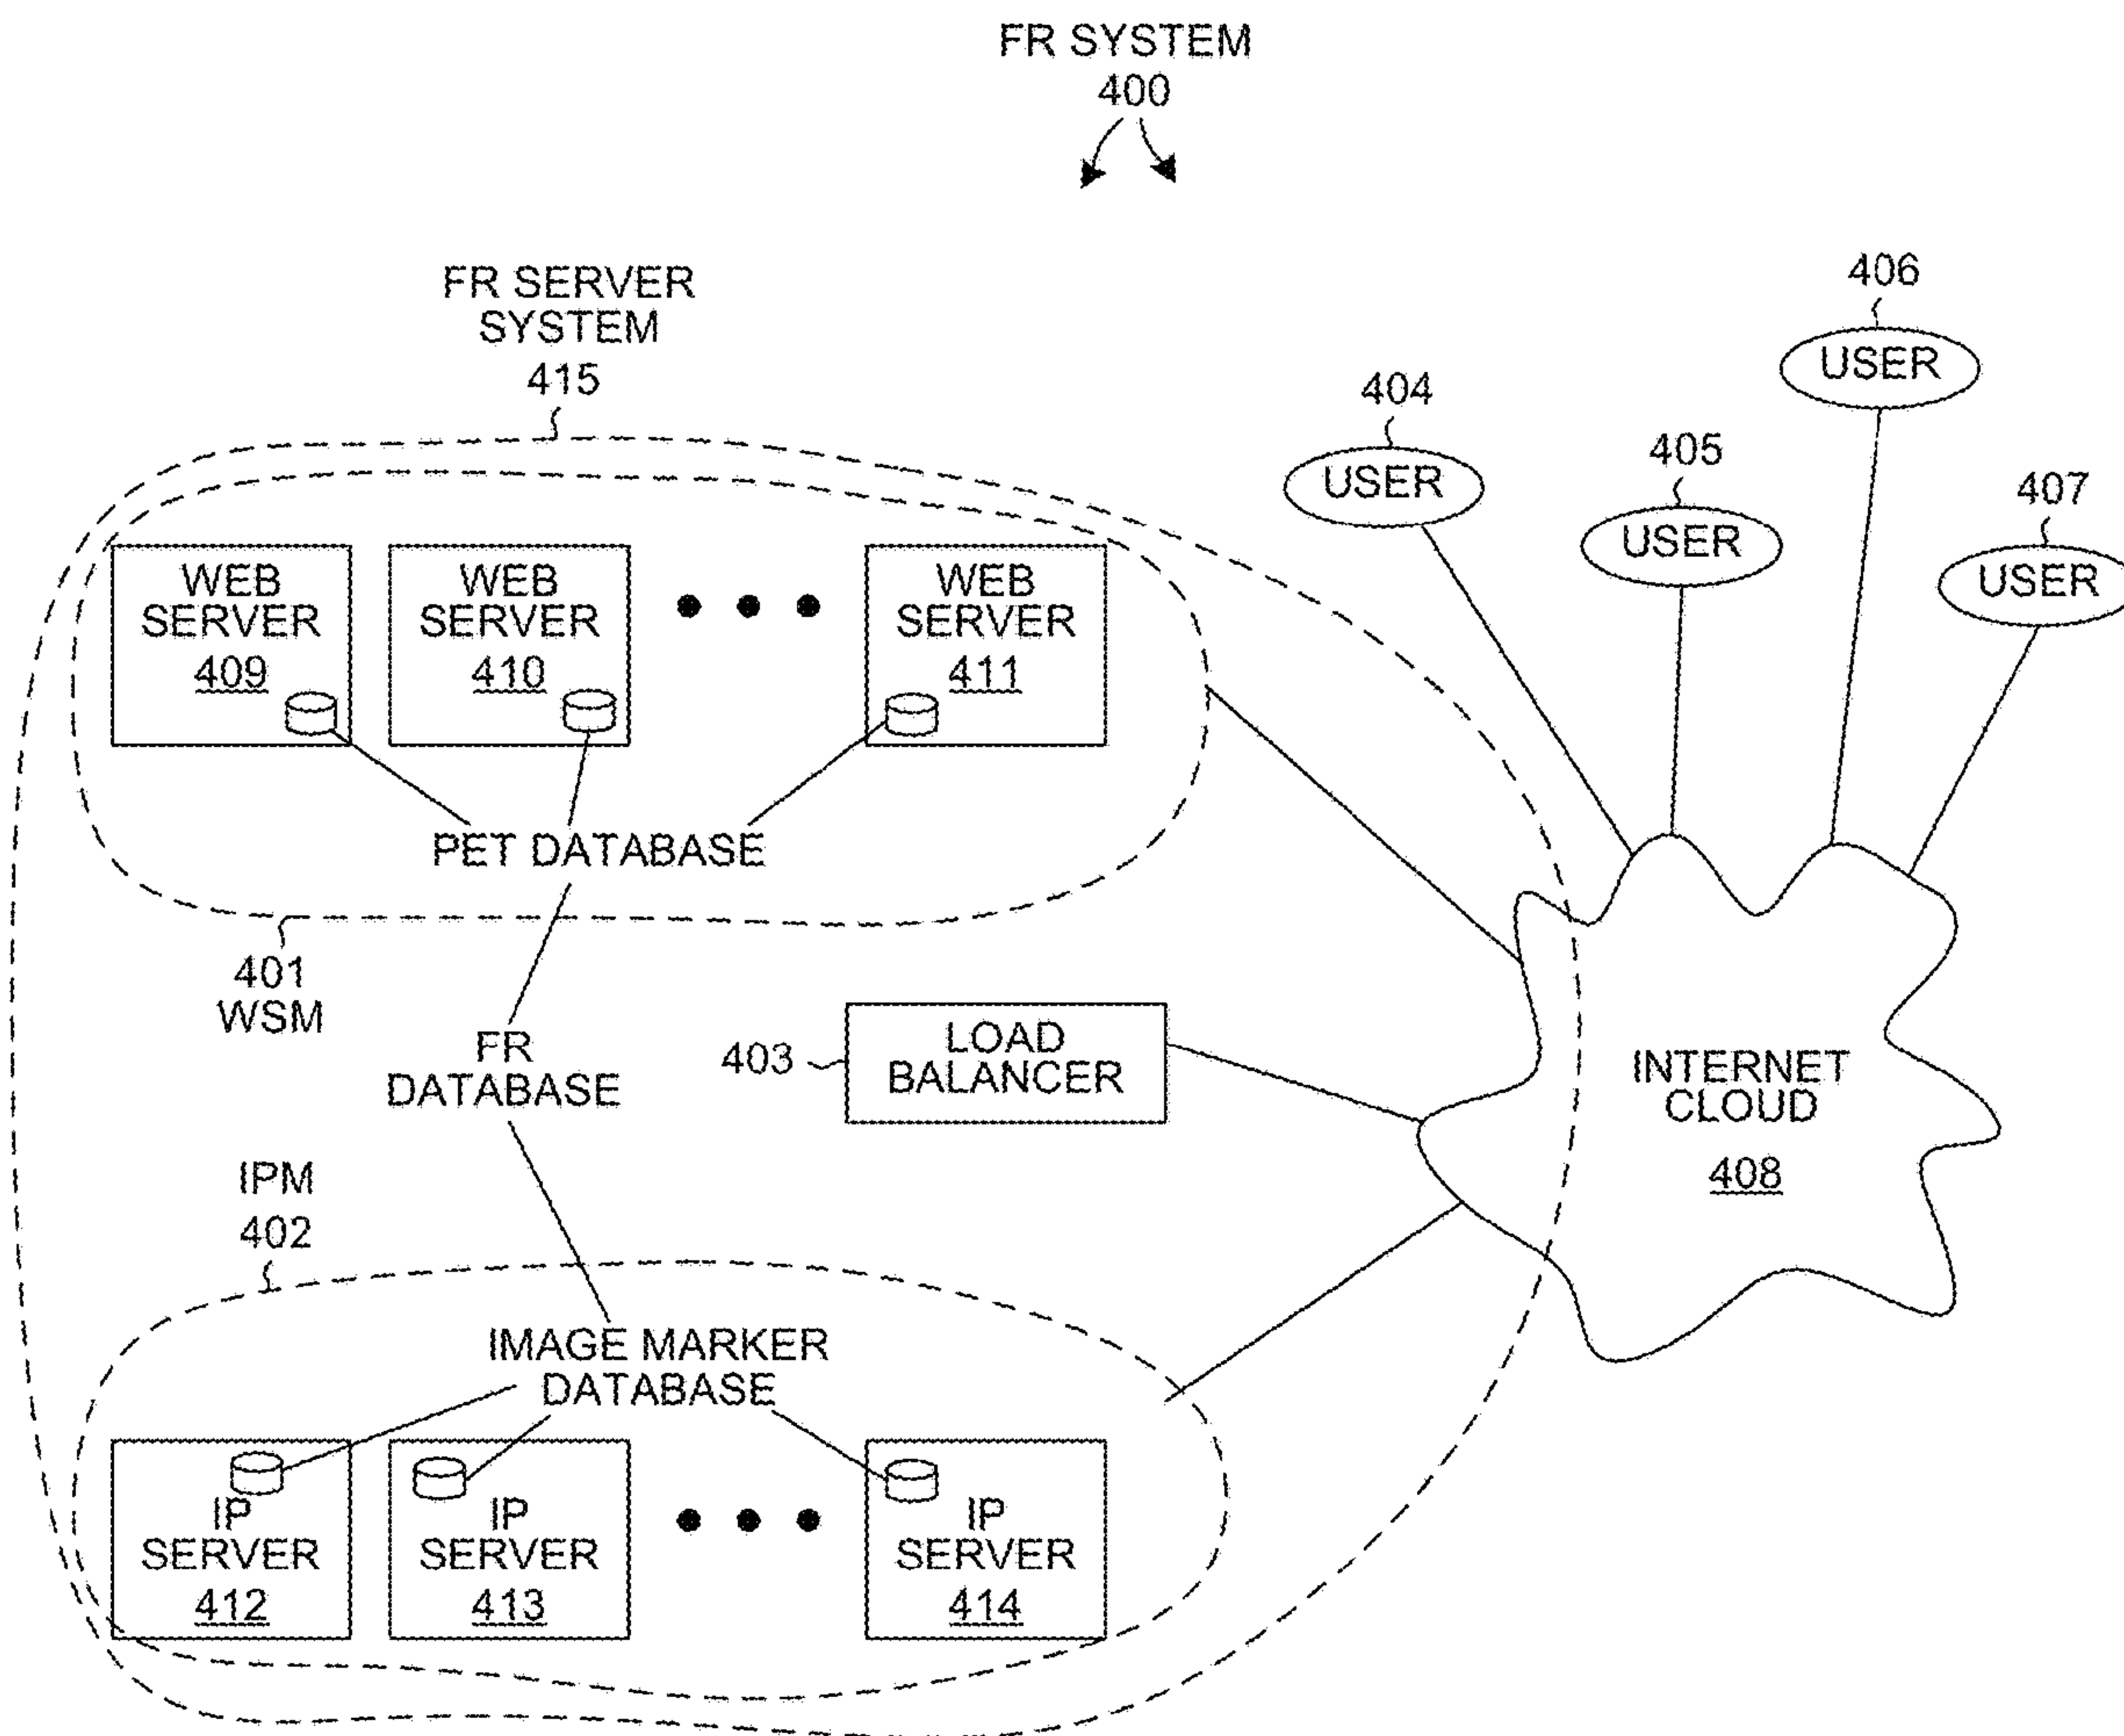 FR SYSTEM
400
FR SERVER
SYSTEM
415
406
USER
404
USER
405
USER
407
USER
WEB
SERVER
409
WEB
SERVER
410
WEB
SERVER
411
PET DATABASE
401
WSM
FR
DATABASE
403
LOAD
BALANCER
INTERNET
CLOUD
408
IPM
402
IMAGE MARKER
DATABASE
IP
SERVER
412
IP
SERVER
413
IP
SERVER
414